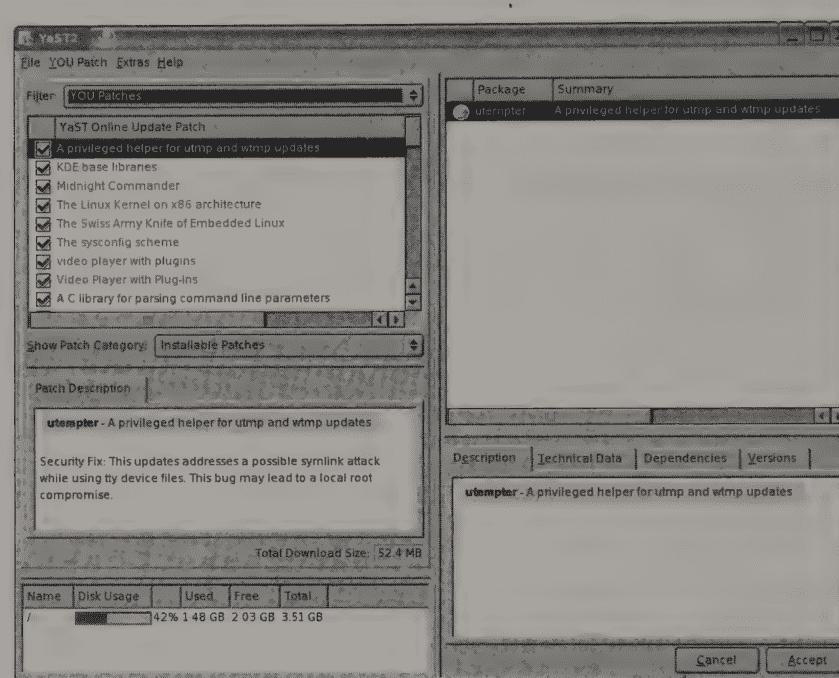 YaST2
File YOU Patch Extras Help
Filter: YOU Patches
YaST Online Update Patch
A privileged helper for utmp and wtmp updates
KDE base libraries
Midnight Commander
The Linux Kernel on x86 architecture
The Swiss Army Knife of Embedded Linux
The sysconfig scheme
video player with plugins
Video Player with Plug-Ins
A C library for parsing command line parameters
Show Patch Category: Installable Patches
Patch Description
utempter - A privileged helper for utmp and wtmp updates
Security Fix: This updates addresses a possible symlink attack
while using tty device files. This bug may lead to a local root
compromise.
Total Download Size: 52.4 MB
Name Disk Usage Used Free Total
/ 42% 1 48 GB 2 03 GB 3.51 GB
Package Summary
utempter A privileged helper for utmp and wtmp updates
Description Technical Data Dependencies Versions
utempter - A privileged helper for utmp and wtmp updates
Cancel Accept